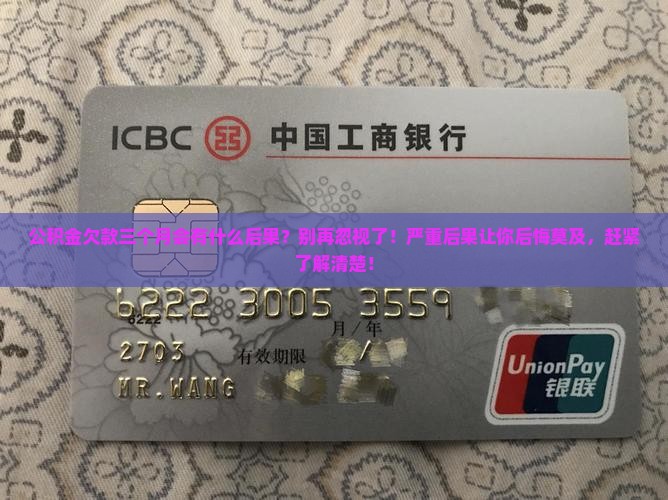 ICBC 中国工商银行
公积金欠款三个月会有什么后果？别再忽视了！严重后果让你后悔莫及，赶紧
了解清楚！
6222 3005 3559
6222
月/年
2703 有效期限 /
MR.WANG
UnionPay
银联